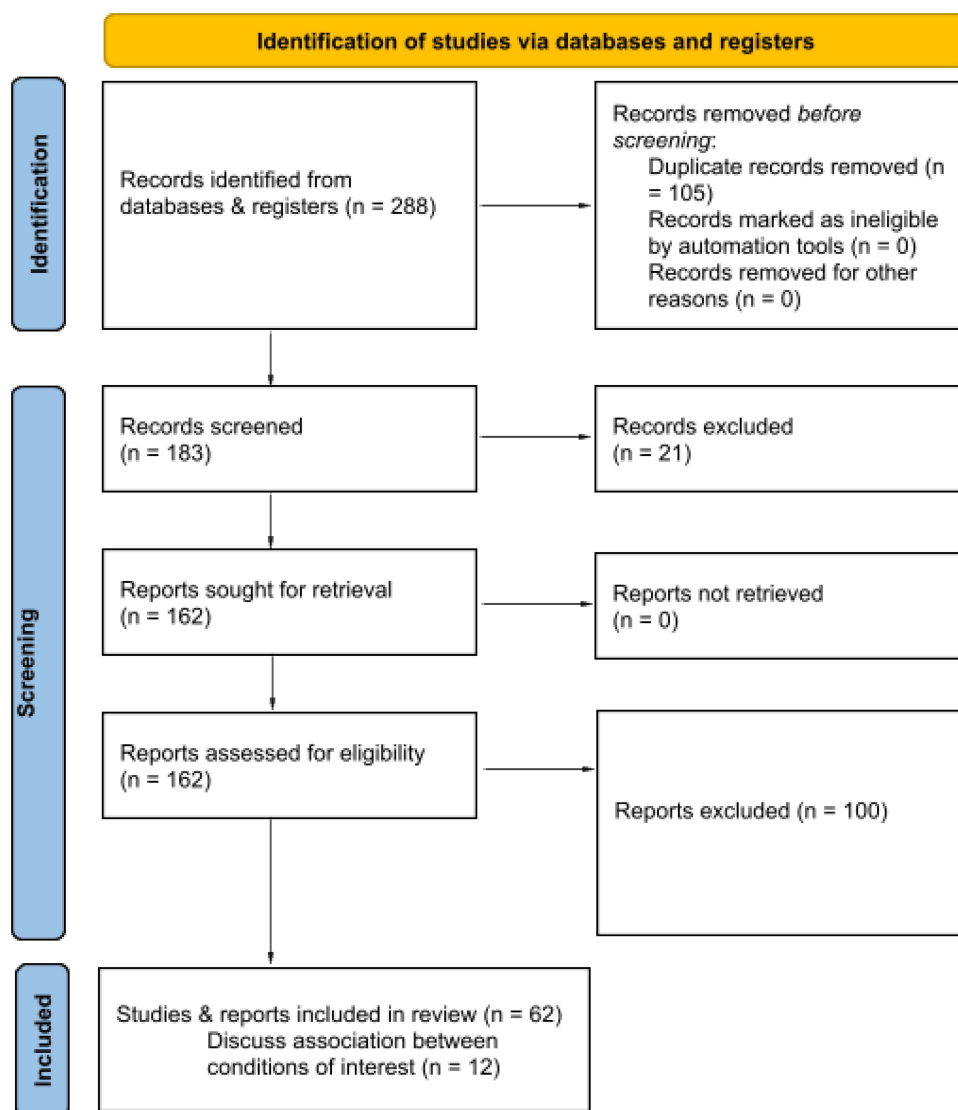 Identification of studies via databases and registers
Identification
Records identified from
databases & registers (n = 288)
Records removed before
screening:
Duplicate records removed (n
= 105)
Records marked as ineligible
by automation tools (n = 0)
Records removed for other
reasons (n = 0)
Screening
Records screened
(n = 183)
Records excluded
(n = 21)
Reports sought for retrieval
(n = 162)
Reports not retrieved
(n = 0)
Reports assessed for eligibility
(n = 162)
Reports excluded (n = 100)
Included
Studies & reports included in review (n = 62)
Discuss association between
conditions of interest (n = 12)